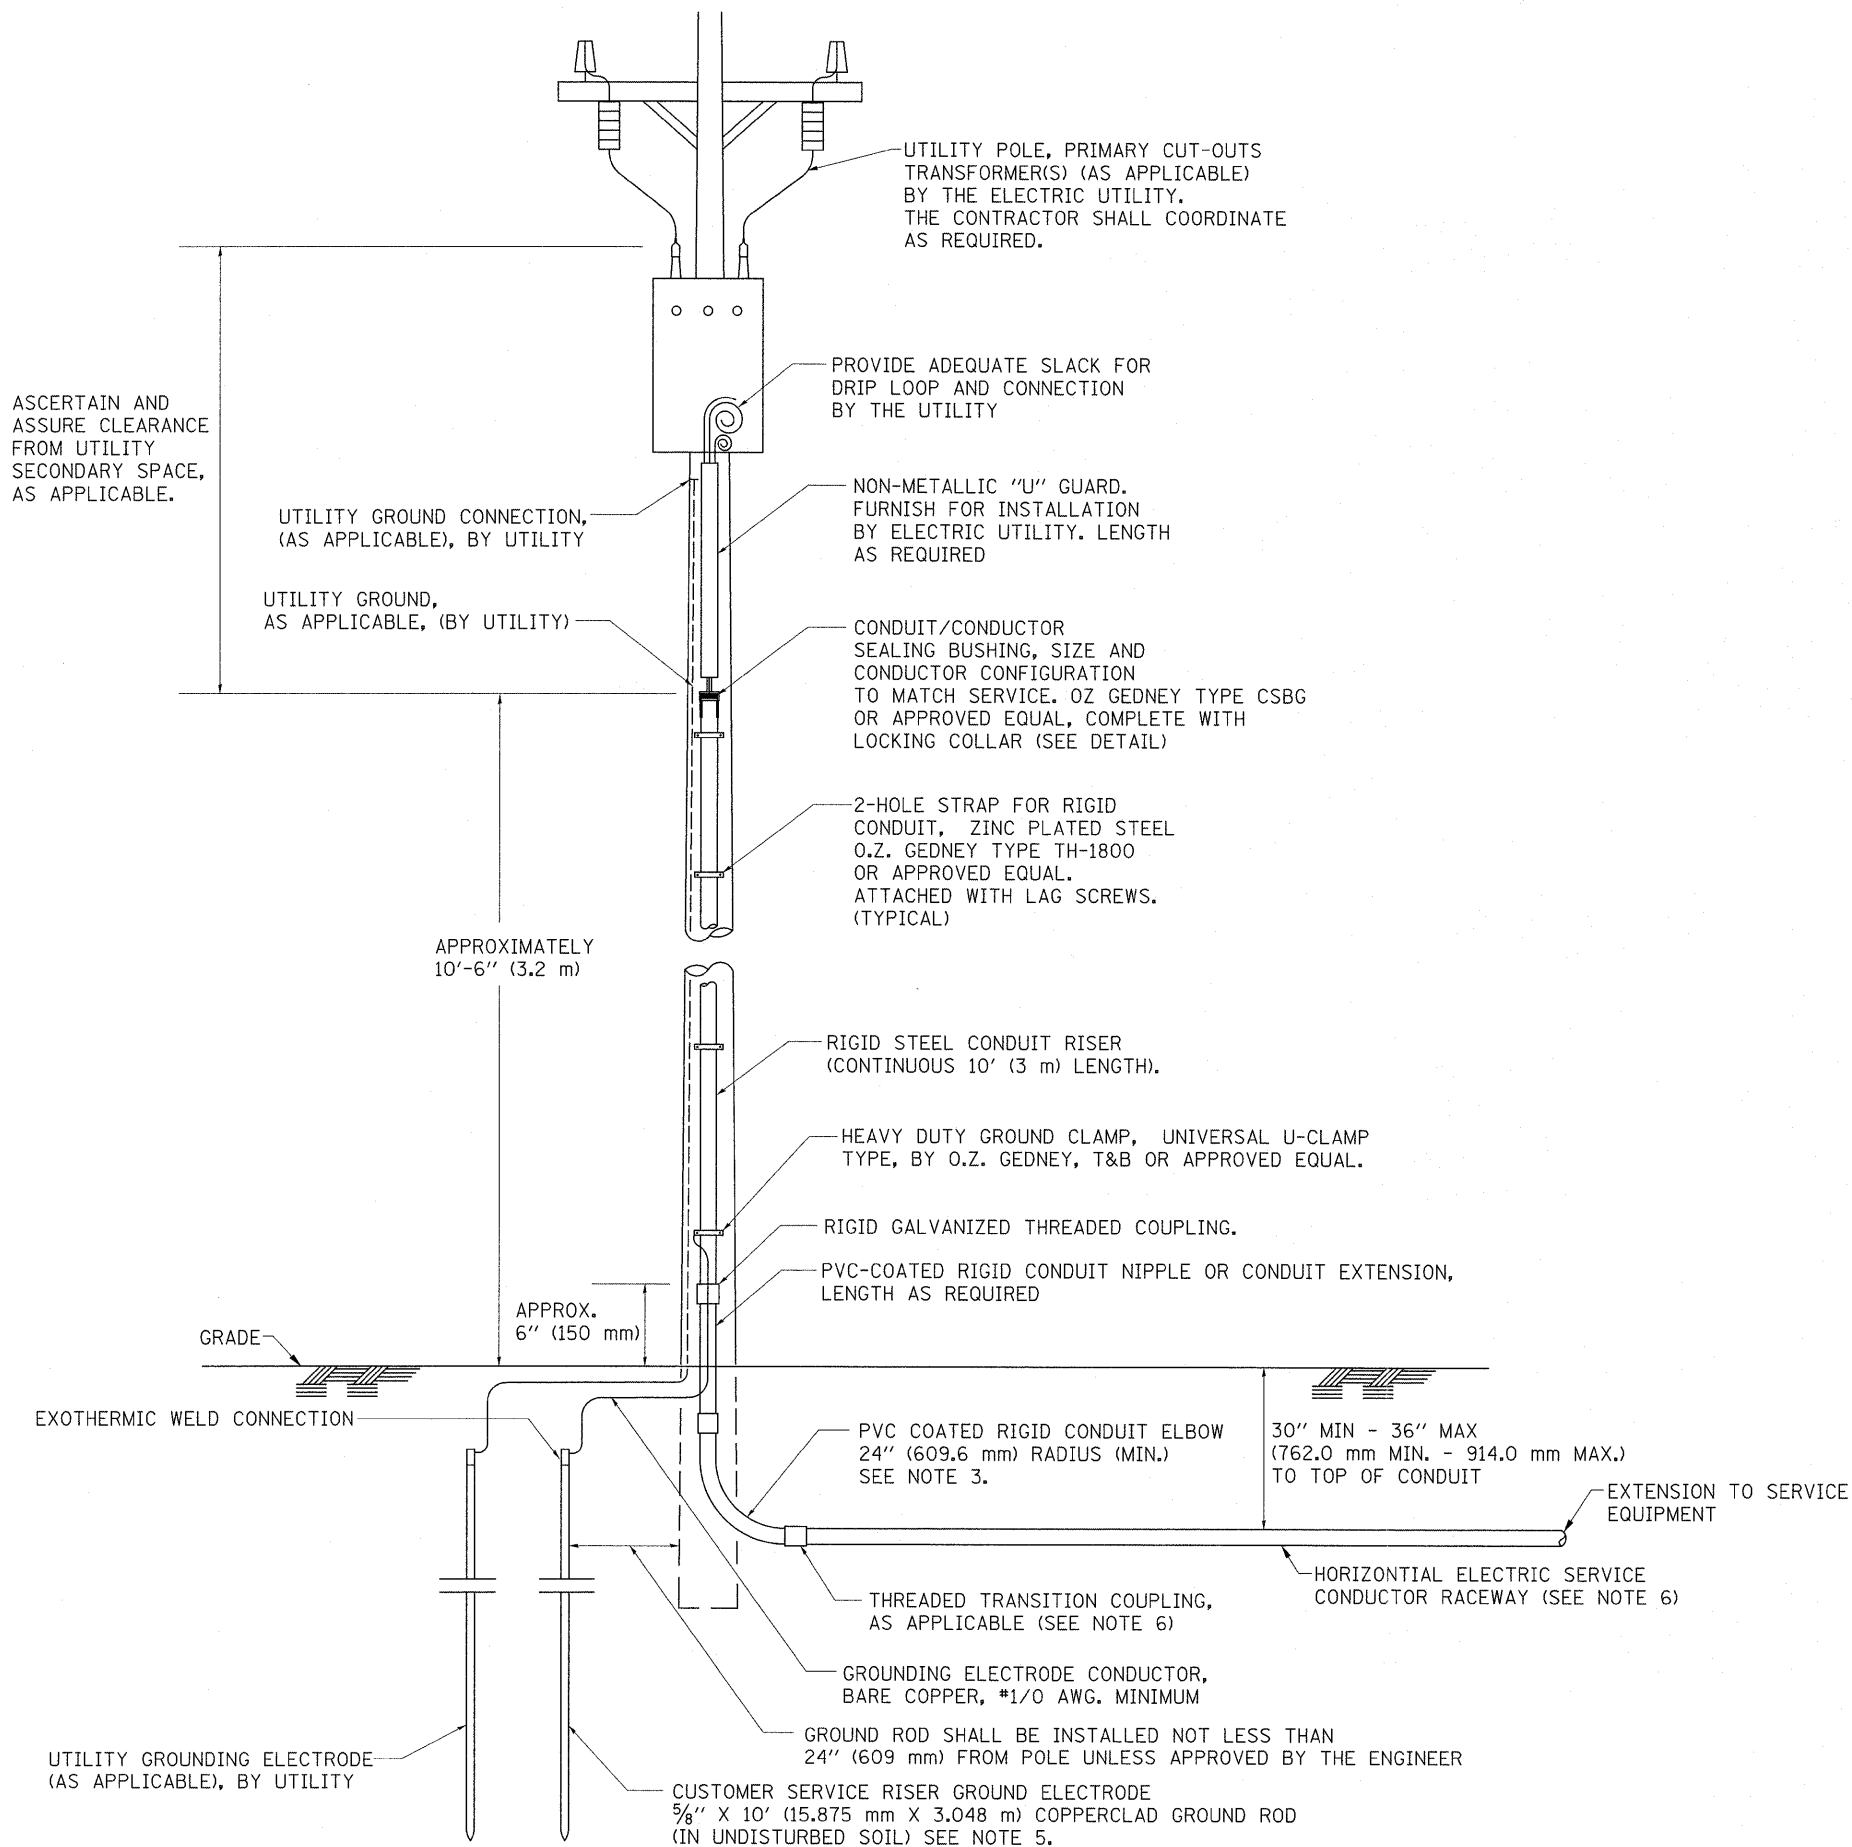 UTILITY POLE, PRIMARY CUT-OUTS
TRANSFORMER(S) (AS APPLICABLE)
BY THE ELECTRIC UTILITY.
THE CONTRACTOR SHALL COORDINATE
AS REQUIRED.
PROVIDE ADEQUATE SLACK FOR
DRIP LOOP AND CONNECTION
BY THE UTILITY
ASCERTAIN AND
ASSURE CLEARANCE
FROM UTILITY
SECONDARY SPACE,
AS APPLICABLE.
NON-METALLIC "U" GUARD.
FURNISH FOR INSTALLATION
BY ELECTRIC UTILITY. LENGTH
AS REQUIRED
UTILITY GROUND CONNECTION,
(AS APPLICABLE), BY UTILITY
UTILITY GROUND,
AS APPLICABLE, (BY UTILITY)
CONDUIT/CONDUCTOR
SEALING BUSHING, SIZE AND
CONDUCTOR CONFIGURATION
TO MATCH SERVICE. OZ GEDNEY TYPE CSBG
OR APPROVED EQUAL, COMPLETE WITH
LOCKING COLLAR (SEE DETAIL)
2-HOLE STRAP FOR RIGID
CONDUIT, ZINC PLATED STEEL
O.Z. GEDNEY TYPE TH-1800
OR APPROVED EQUAL.
ATTACHED WITH LAG SCREWS.
(TYPICAL)
APPROXIMATELY
10'-6" (3.2 m)
RIGID STEEL CONDUIT RISER
(CONTINUOUS 10' (3 m) LENGTH).
HEAVY DUTY GROUND CLAMP, UNIVERSAL U-CLAMP
TYPE, BY O.Z. GEDNEY, T&B OR APPROVED EQUAL.
RIGID GALVANIZED THREADED COUPLING.
PVC-COATED RIGID CONDUIT NIPPLE OR CONDUIT EXTENSION,
LENGTH AS REQUIRED
APPROX.
6" (150 mm)
GRADE
EXOTHERMIC WELD CONNECTION
PVC COATED RIGID CONDUIT ELBOW
24" (609.6 mm) RADIUS (MIN.)
SEE NOTE 3.
30" MIN - 36" MAX
(762.0 mm MIN. - 914.0 mm MAX.)
TO TOP OF CONDUIT
EXTENSION TO SERVICE
EQUIPMENT
HORIZONTIAL ELECTRIC SERVICE
CONDUCTOR RACEWAY (SEE NOTE 6)
THREADED TRANSITION COUPLING,
AS APPLICABLE (SEE NOTE 6)
GROUNDING ELECTRODE CONDUCTOR,
BARE COPPER, #1/0 AWG. MINIMUM
GROUND ROD SHALL BE INSTALLED NOT LESS THAN
24" (609 mm) FROM POLE UNLESS APPROVED BY THE ENGINEER
UTILITY GROUNDING ELECTRODE
(AS APPLICABLE), BY UTILITY
CUSTOMER SERVICE RISER GROUND ELECTRODE
5/8" X 10' (15.875 mm X 3.048 m) COPPERCLAD GROUND ROD
(IN UNDISTURBED SOIL) SEE NOTE 5.